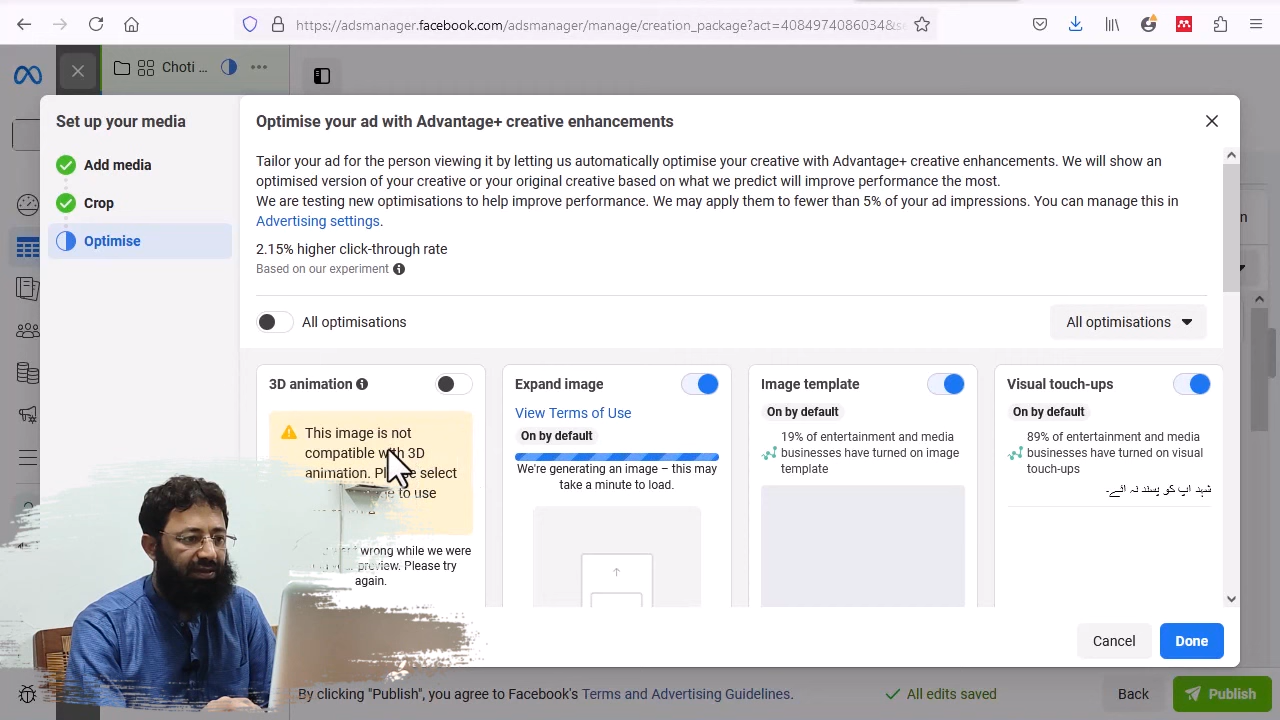 https://adsmanager.facebook.com/adsmanager/manage/creation_package?act=408497408603
Choti ...
Set up your media
Add media
Crop
Optimise
Optimise your ad with Advantage+ creative enhancements
Tailor your ad for the person viewing it by letting us automatically optimise your creative with Advantage+ creative enhancements. We will show an
optimised version of your creative or your original creative based on what we predict will improve performance the most.
We are testing new optimisations to help improve performance. We may apply them to fewer than 5% of your ad impressions. You can manage this in
Advertising settings.
2.15% higher click-through rate
Based on our experiment
All optimisations
All optimisations
3D animation
This image is not
compatible with 3D
animation. select
to use
wrong while we were
preview. Please try
again.
Expand image
View Terms of Use
On by default
We're generating an image – this may
take a minute to load.
Image template
On by default
19% of entertainment and media
businesses have turned on image
template
Visual touch-ups
On by default
89% of entertainment and media
businesses have turned on visual
touch-ups
شہد آپ کو پسند نہ آئے۔
Cancel
Done
By clicking "Publish", you agree to Facebook's Terms and Advertising Guidelines.
All edits saved
Back
Publish